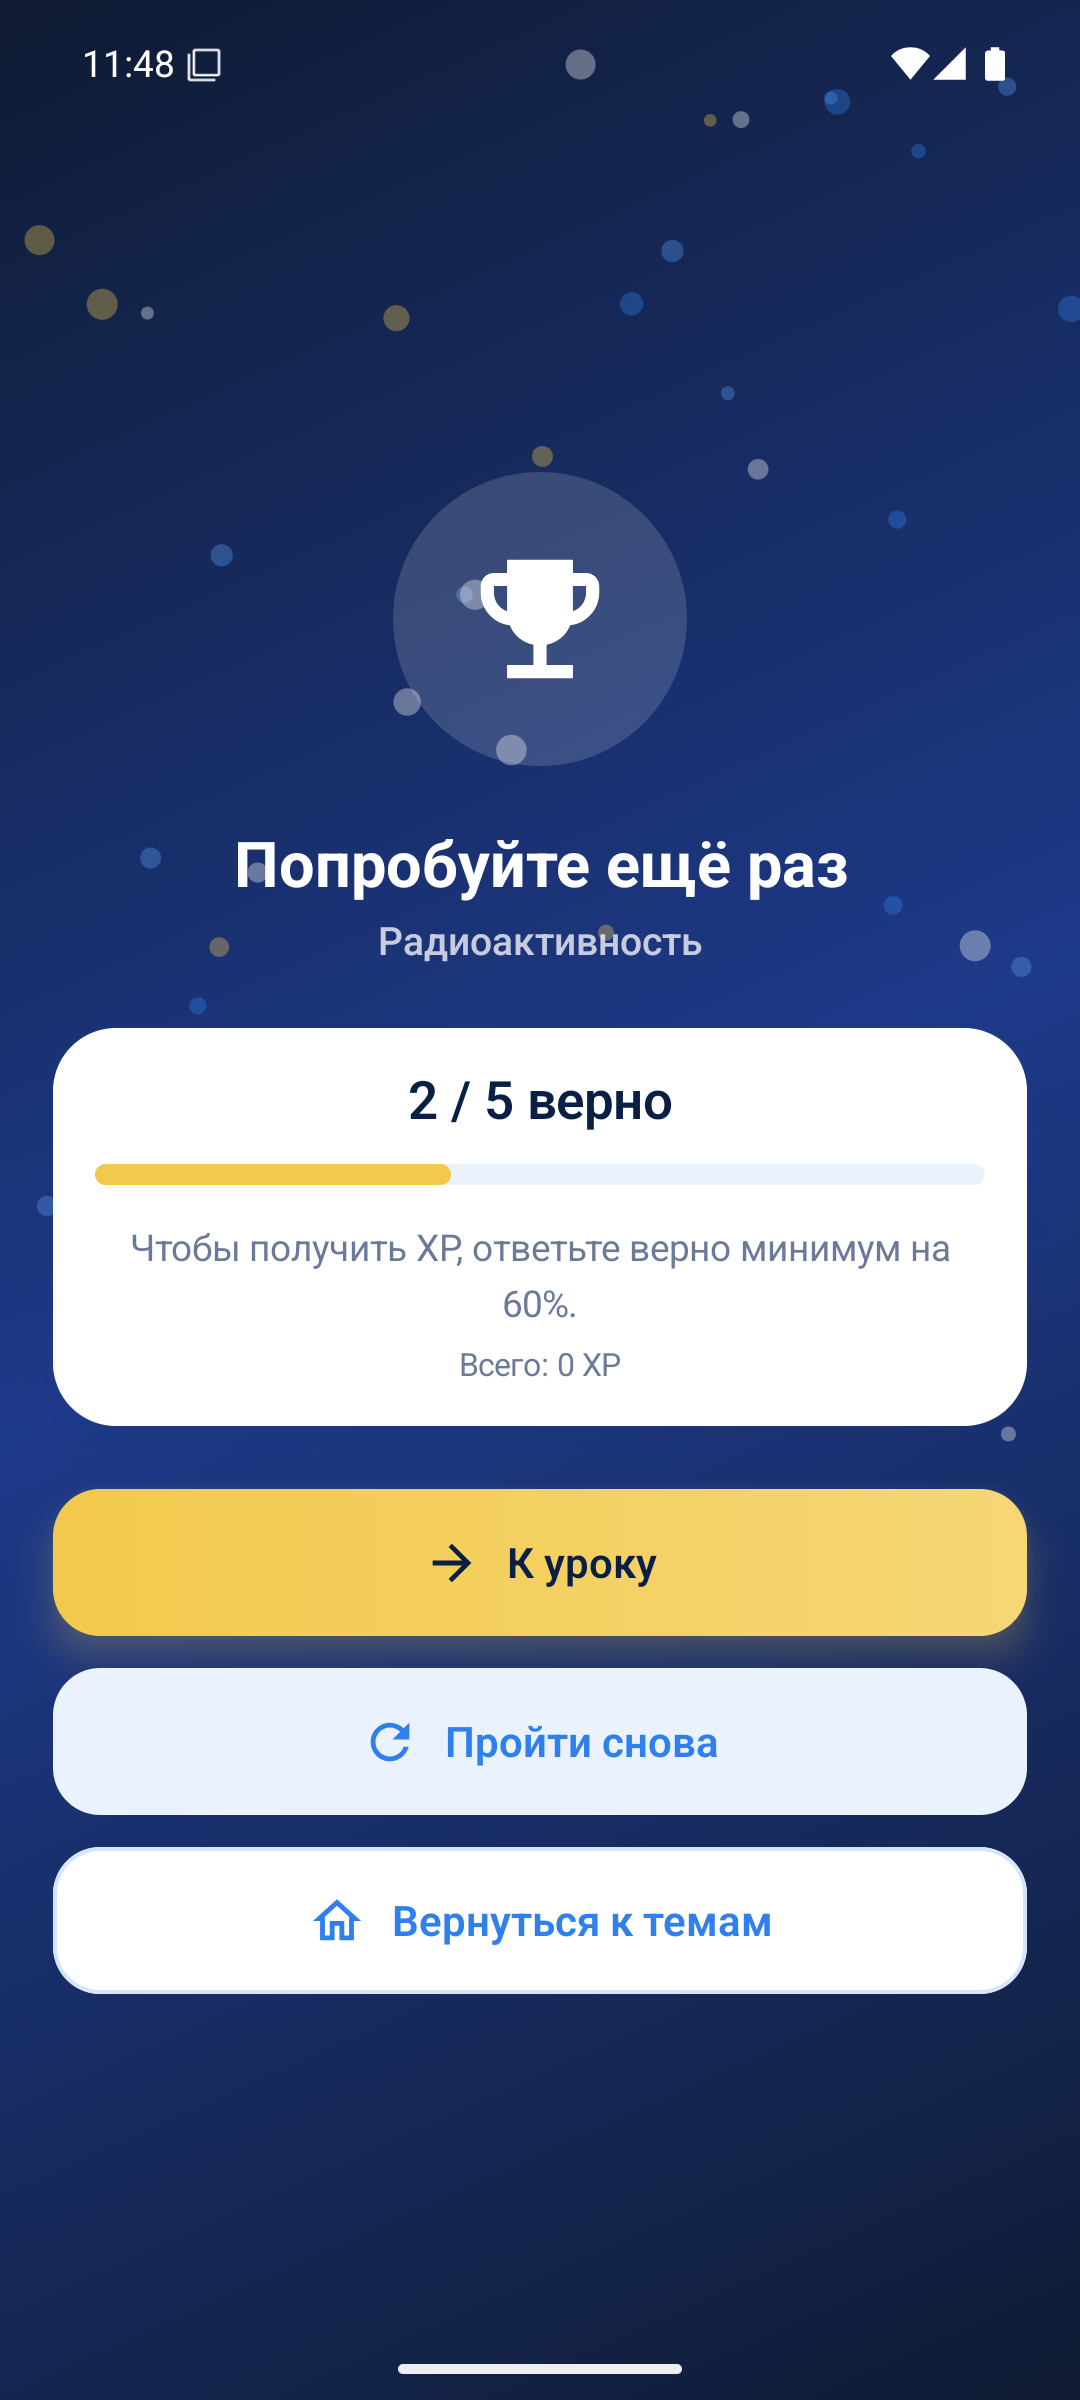 11:48
Попробуйте ещё раз
Радиоактивность
2 / 5 верно
Чтобы получить XP, ответьте верно минимум на
60%.
Всего: 0 XP
К уроку
Пройти снова
Вернуться к темам